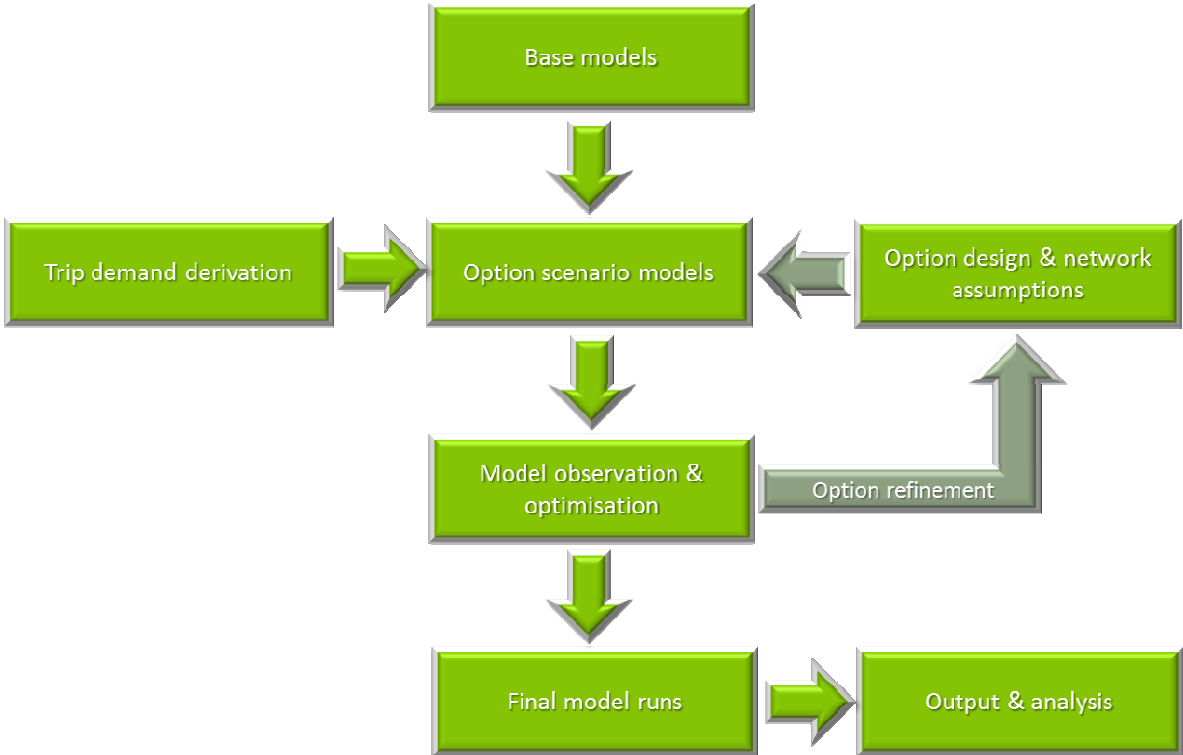 Base models
Trip demand derivation
Option scenario models
Option design & network
assumptions
Model observation &
optimisation
Option refinement
Final model runs
Output & analysis